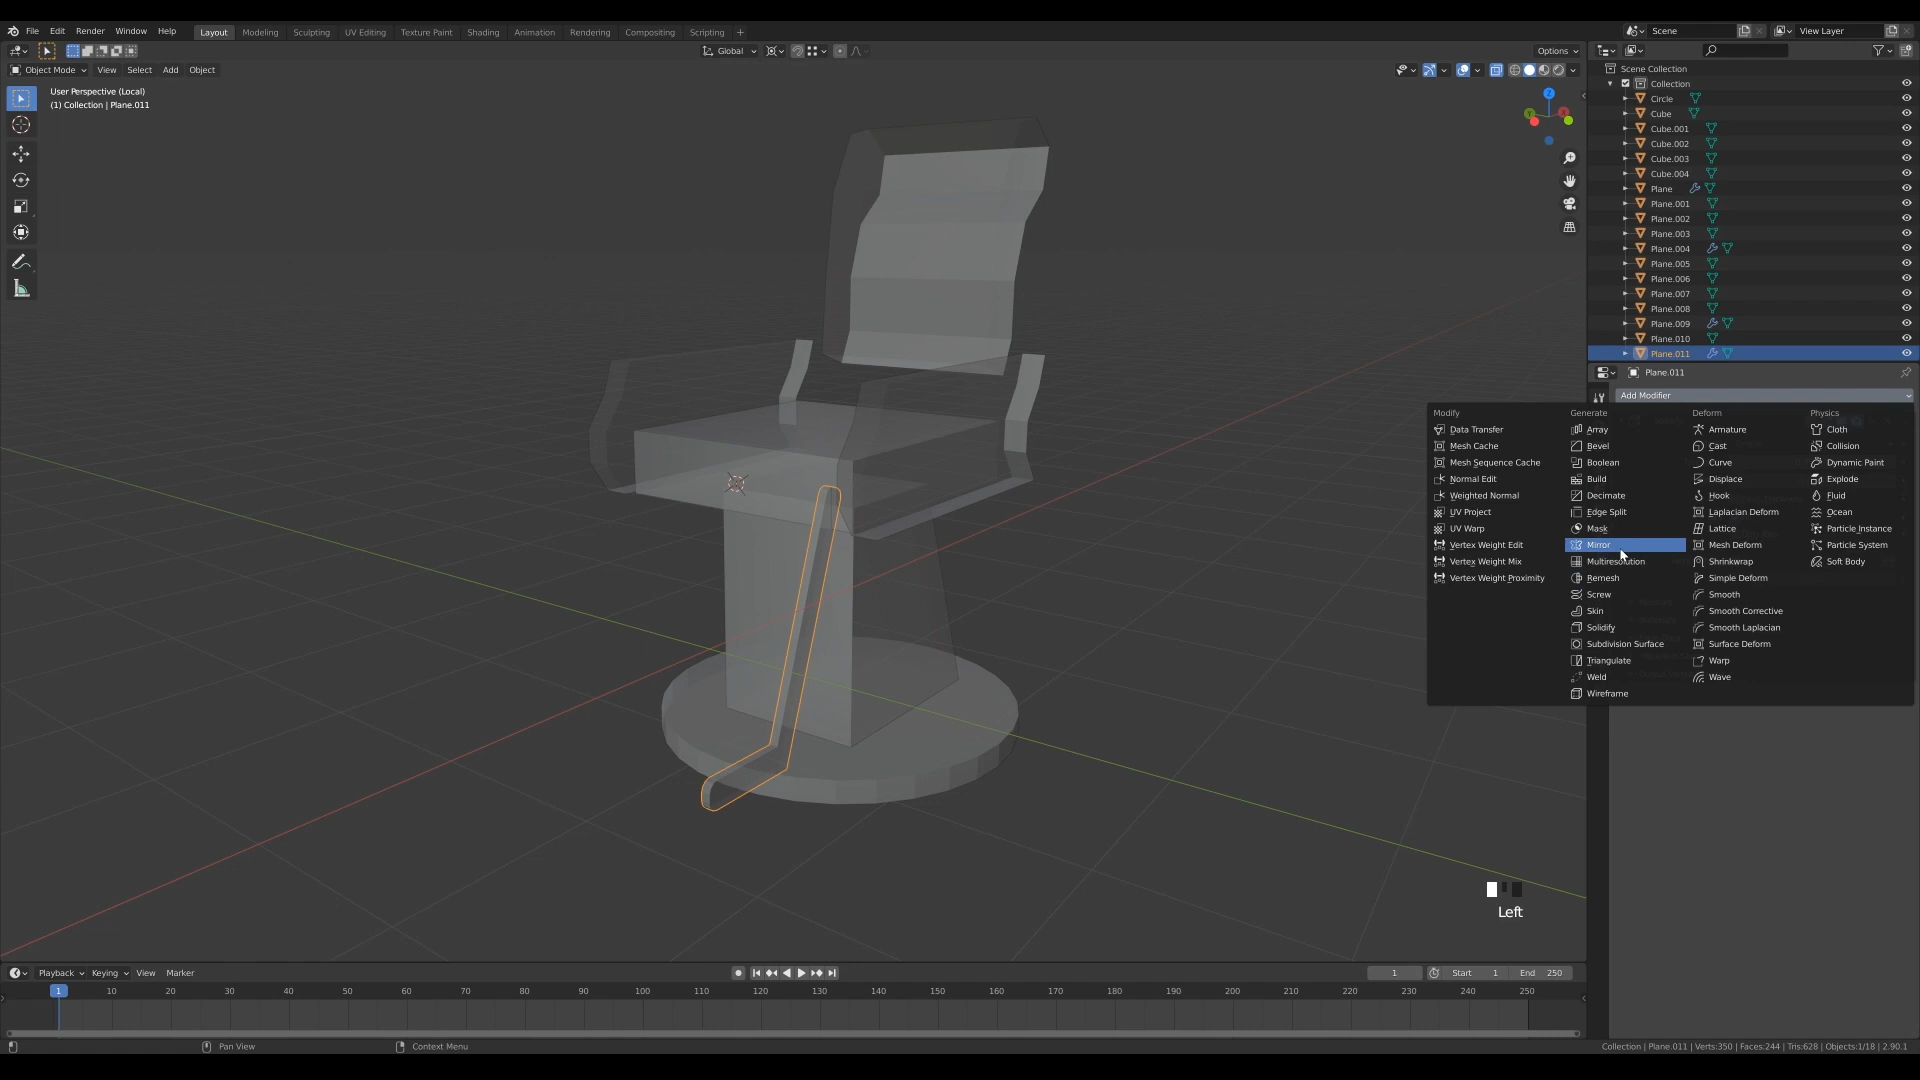 File Edit Render Window Help Layout Modeling Sculpting UV Editing Texture Paint Shading Animation Rendering Compositing Scripting +
Scene
View Layer
Global
Options
Object Mode View Select Add Object
User Perspective (Local)
(1) Collection | Plane.011
Scene Collection
Collection
Circle
Cube
Cube.001
Cube.002
Cube.003
Cube.004
Plane
Plane.001
Plane.002
Plane.003
Plane.004
Plane.005
Plane.006
Plane.007
Plane.008
Plane.009
Plane.010
Plane.011
Plane.011
Add Modifier
Modify
Data Transfer
Mesh Cache
Mesh Sequence Cache
Normal Edit
Weighted Normal
UV Project
UV Warp
Vertex Weight Edit
Vertex Weight Mix
Vertex Weight Proximity
Generate
Array
Bevel
Boolean
Build
Decimate
Edge Split
Mask
Mirror
Multiresolution
Remesh
Screw
Skin
Solidify
Subdivision Surface
Triangulate
Weld
Wireframe
Deform
Armature
Cast
Curve
Displace
Hook
Laplacian Deform
Lattice
Mesh Deform
Shrinkwrap
Simple Deform
Smooth
Smooth Corrective
Smooth Laplacian
Surface Deform
Warp
Wave
Physics
Cloth
Collision
Dynamic Paint
Explode
Fluid
Ocean
Particle Instance
Particle System
Soft Body
Left
Playback Keying View Marker
1 Start 1 End 250
1 10 20 30 40 50 60 70 80 90 100 110 120 130 140 150 160 170 180 190 200 210 220 230 240 250
Pan View
Context Menu
Collection | Plane.011 | Verts:350 | Faces:244 | Tris:628 | Objects:1/18 | 2.90.1